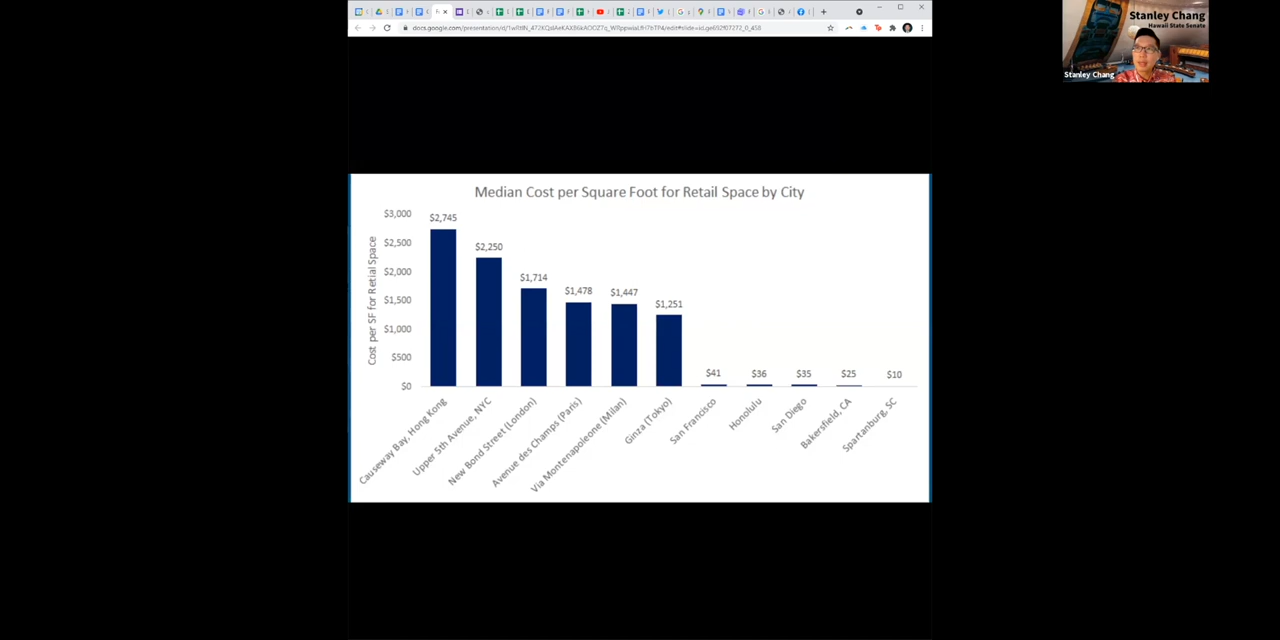 Stanley Chang
Hawaii State Senate
Stanley Chang
Median Cost per Square Foot for Retail Space by City
Cost per SF for Retial Space
$3,000
$2,500
$2,000
$1,500
$1,000
$500
$0
$2,745
$2,250
$1,714
$1,478
$1,447
$1,251
$41
$36
$35
$25
$10
Causeway Bay, Hong Kong
Upper 5th Avenue, NYC
New Bond Street (London)
Avenue des Champs (Paris)
Via Montenapoleone (Milan)
Ginza (Tokyo)
San Francisco
Honolulu
San Diego
Bakersfield, CA
Spartanburg, SC